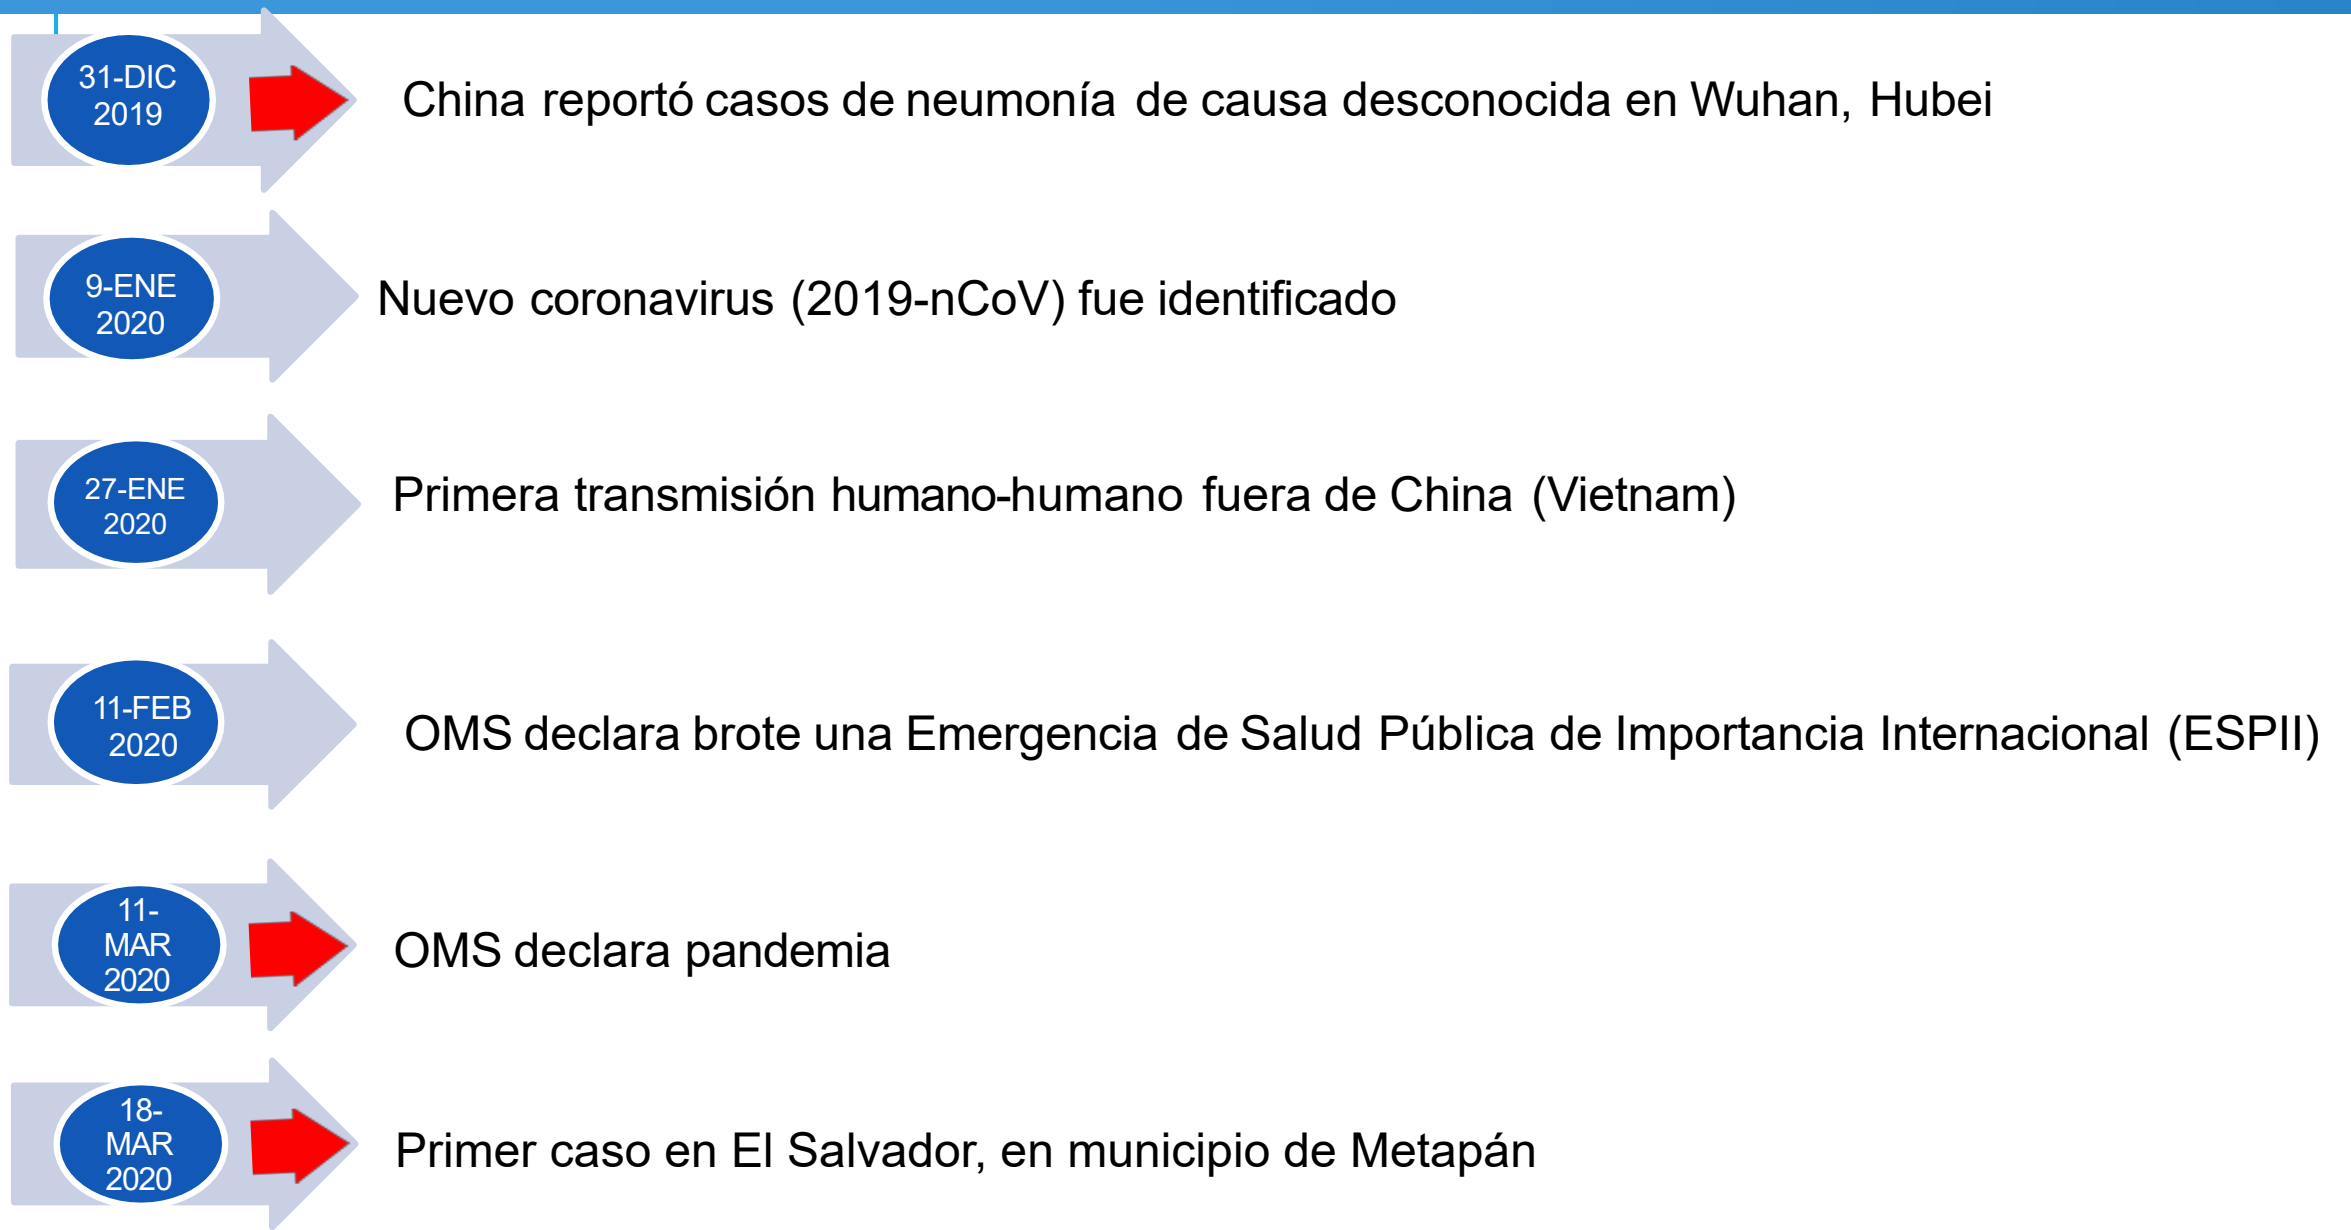 31-DIC
2019
China reportó casos de neumonía de causa desconocida en Wuhan, Hubei
9-ENE
2020
Nuevo coronavirus (2019-nCoV) fue identificado
27-ENE
2020
Primera transmisión humano-humano fuera de China (Vietnam)
11-FEB
2020
OMS declara brote una Emergencia de Salud Pública de Importancia Internacional (ESPII)
11-
MAR
2020
OMS declara pandemia
18-
MAR
2020
Primer caso en El Salvador, en municipio de Metapán